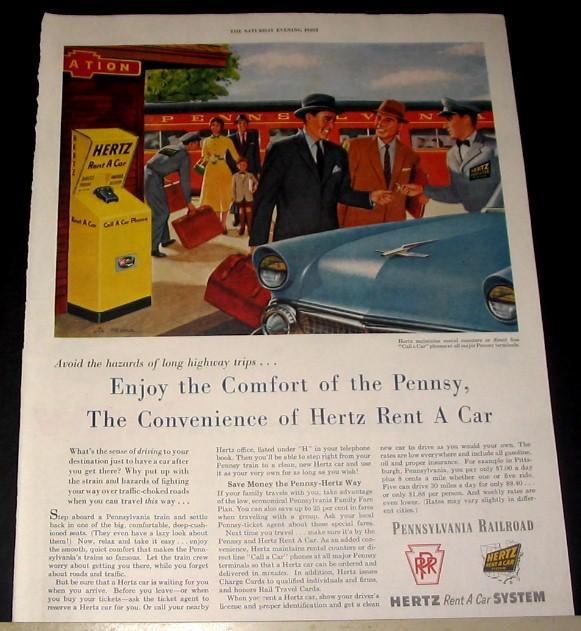 THE SATURDAY EVENING POST
ATION
PENNSYLVANIA
HERTZ
HERTZ
Rent A Car
Rent A Car
Call A Car Phone
HERTZ
Hertz maintains rental counters or direct line
"Call a Car" phones at all major Pennsy terminals.
Avoid the hazards of long highway trips . . .
Enjoy the Comfort of the Pennsy,
The Convenience of Hertz Rent A Car
What's the sense of driving to your
destination just to have a car after
you get there? Why put up with
the strain and hazards of fighting
your way over traffic-choked roads
when you can travel this way . . .
Step aboard a Pennsylvania train and settle
back in one of the big, comfortable, deep-cush-
ioned seats. (They even have a lazy look about
them!) Now, relax and take it easy . . . enjoy
the smooth, quiet comfort that makes the Penn-
sylvania's trains so famous. Let the train crew
worry about getting you there, while you forget
about roads and traffic.
But be sure that a Hertz car is waiting for you
when you arrive. Before you leave—or when
you buy your tickets—ask the ticket agent to
reserve a Hertz car for you. Or call your nearby
Hertz office, listed under "H" in your telephone
book. Then you'll be able to step right from your
Pennsy train to a clean, new Hertz car and use
it as your very own for as long as you wish!
Save Money the Pennsy-Hertz Way
If your family travels with you, take advantage
of the low, economical Pennsylvania Family Fare
Plan. You can also save up to 25 per cent in fares
when traveling with a group. Ask your local
Pennsy-ticket agent about these special fares.
Next time you travel . . . make sure it's by the
Pennsy and Hertz Rent A Car. As an added con-
venience, Hertz maintains rental counters or di-
rect line "Call a Car" phones at all major Pennsy
terminals so that a Hertz car can be ordered and
delivered in minutes. In addition, Hertz issues
Charge Cards to qualified individuals and firms,
and honors Rail Travel Cards.
When you rent a Hertz car, show your driver's
license and proper identification and get a clean
new car to drive as you would your own. The
rates are low everywhere and include all gasoline,
oil and proper insurance. For example in Pitts-
burgh, Pennsylvania, you pay only $7.00 a day
plus 8 cents a mile whether one or five ride.
Five can drive 30 miles a day for only $9.40 . . .
or only $1.88 per person. And weekly rates are
even lower. (Rates may vary slightly in differ-
ent cities.)
PENNSYLVANIA RAILROAD
PRR
HERTZ
HERTZ Rent A Car SYSTEM